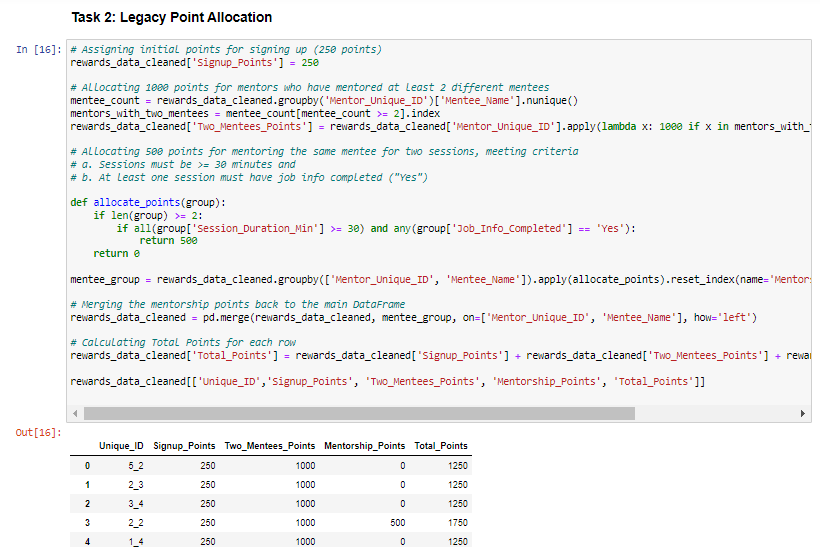 Task 2: Legacy Point Allocation
In [16]:
# Assigning initial points for signing up (250 points)
rewards_data_cleaned['Signup_Points'] = 250
# Allocating 1000 points for mentors who have mentored at least 2 different mentees
mentee_count = rewards_data_cleaned.groupby('Mentor_Unique_ID')['Mentee_Name'].nunique()
mentors_with_two_mentees = mentee_count[mentee_count >= 2].index
rewards_data_cleaned['Two_Mentees_Points'] = rewards_data_cleaned['Mentor_Unique_ID'].apply(lambda x: 1000 if x in mentors_with_
# Allocating 500 points for mentoring the same mentee for two sessions, meeting criteria
# a. Sessions must be >= 30 minutes and
# b. At least one session must have job info completed ("Yes")
def allocate_points(group):
    if len(group) >= 2:
        if all(group['Session_Duration_Min'] >= 30) and any(group['Job_Info_Completed'] == 'Yes'):
            return 500
    return 0
mentee_group = rewards_data_cleaned.groupby(['Mentor_Unique_ID', 'Mentee_Name']).apply(allocate_points).reset_index(name='Mentors
# Merging the mentorship points back to the main DataFrame
rewards_data_cleaned = pd.merge(rewards_data_cleaned, mentee_group, on=['Mentor_Unique_ID', 'Mentee_Name'], how='left')
# Calculating Total Points for each row
rewards_data_cleaned['Total_Points'] = rewards_data_cleaned['Signup_Points'] + rewards_data_cleaned['Two_Mentees_Points'] + rewar
rewards_data_cleaned[['Unique_ID','Signup_Points', 'Two_Mentees_Points', 'Mentorship_Points', 'Total_Points']]
Out[16]:
Unique_ID Signup_Points Two_Mentees_Points Mentorship_Points Total_Points
0 5_2 250 1000 0 1250
1 2_3 250 1000 0 1250
2 3_4 250 1000 0 1250
3 2_2 250 1000 500 1750
4 1_4 250 1000 0 1250